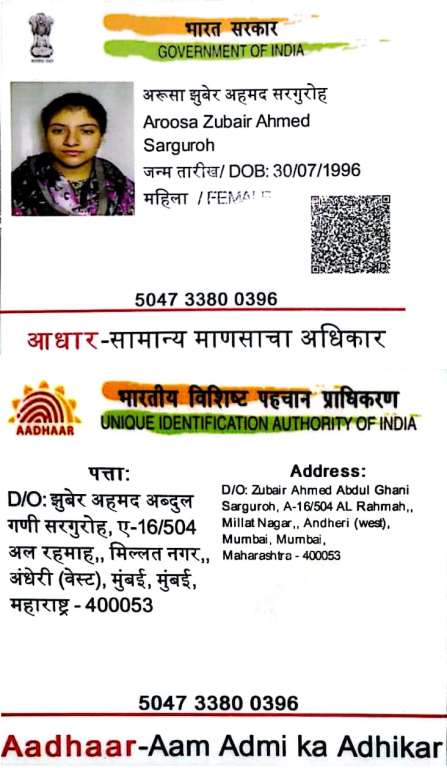 भारत सरकार
GOVERNMENT OF INDIA
अरूसा झुबेर अहमद सरगुरोह
Aroosa Zubair Ahmed
Sarguroh
जन्म तारीख/ DOB: 30/07/1996
महिला / FEMALE
5047 3380 0396
आधार-सामान्य माणसाचा अधिकार
भारतीय विशिष्ट पहचान प्राधिकरण
UNIQUE IDENTIFICATION AUTHORITY OF INDIA
AADHAAR
पत्ता:
D/O: झुबेर अहमद अब्दुल
गणी सरगुरोह, ए-16/504
अल रहमाह,, मिल्लत नगर,,
अंधेरी (वेस्ट), मुंबई, मुंबई,
महाराष्ट्र - 400053
Address:
D/O: Zubair Ahmed Abdul Ghani
Sarguroh, A-16/504 AL Rahmah,,
Millat Nagar,, Andheri (west),
Mumbai, Mumbai,
Maharashtra - 400053
5047 3380 0396
Aadhaar-Aam Admi ka Adhikar